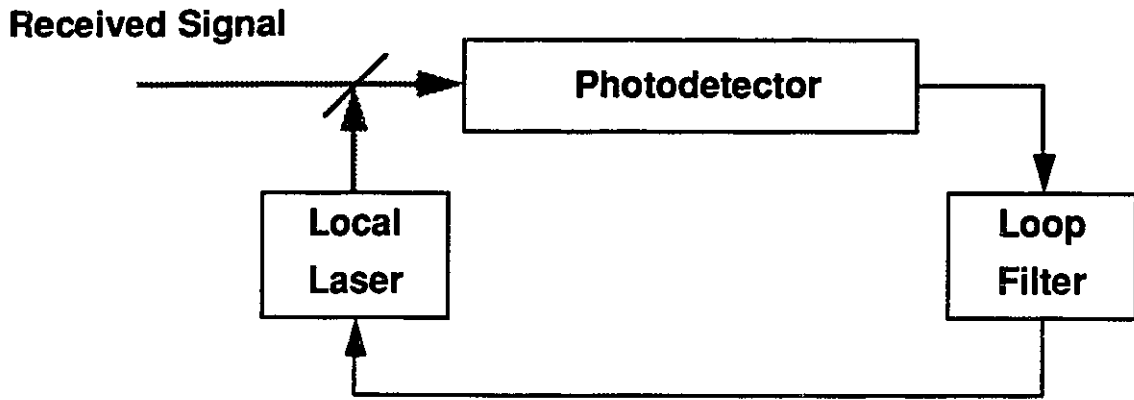 Received Signal
Photodetector
Local
Laser
Loop
Filter